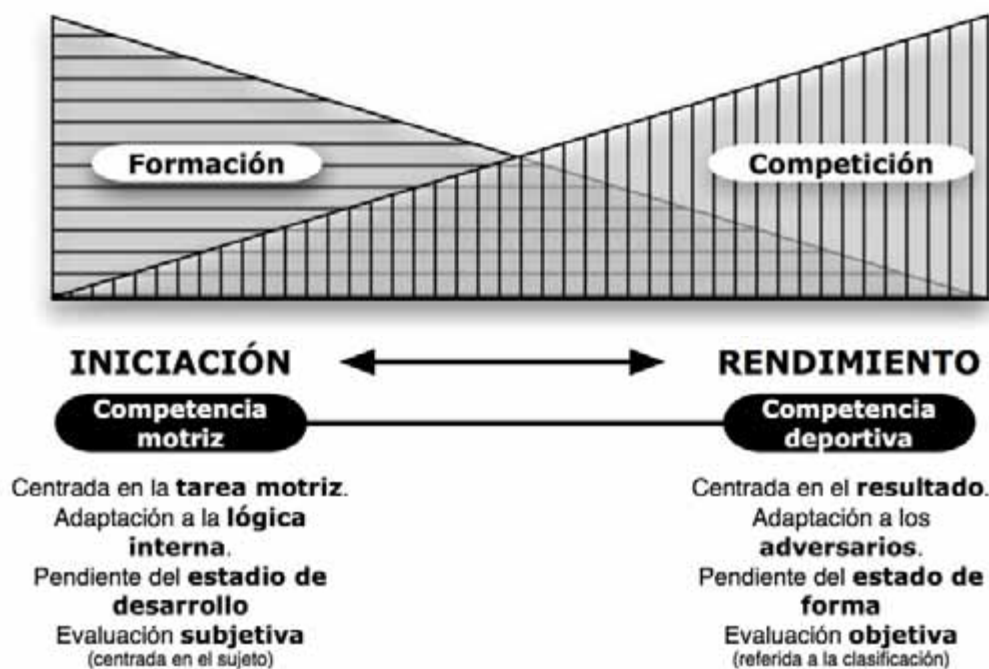 Formación
Competición
INICIACIÓN
RENDIMIENTO
Competencia
motriz
Competencia
deportiva
Centrada en la tarea motriz.
Adaptación a la lógica
interna.
Pendiente del estadio de
desarrollo
Evaluación subjetiva
(centrada en el sujeto)
Centrada en el resultado.
Adaptación a los
adversarios.
Pendiente del estado de
forma
Evaluación objetiva
(referida a la clasificación)